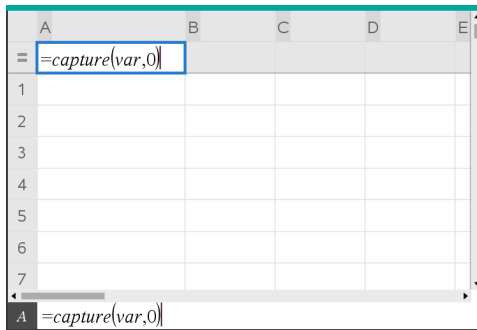 A B C D E
= =capture(var,0)
1
2
3
4
5
6
7
A =capture(var,0)